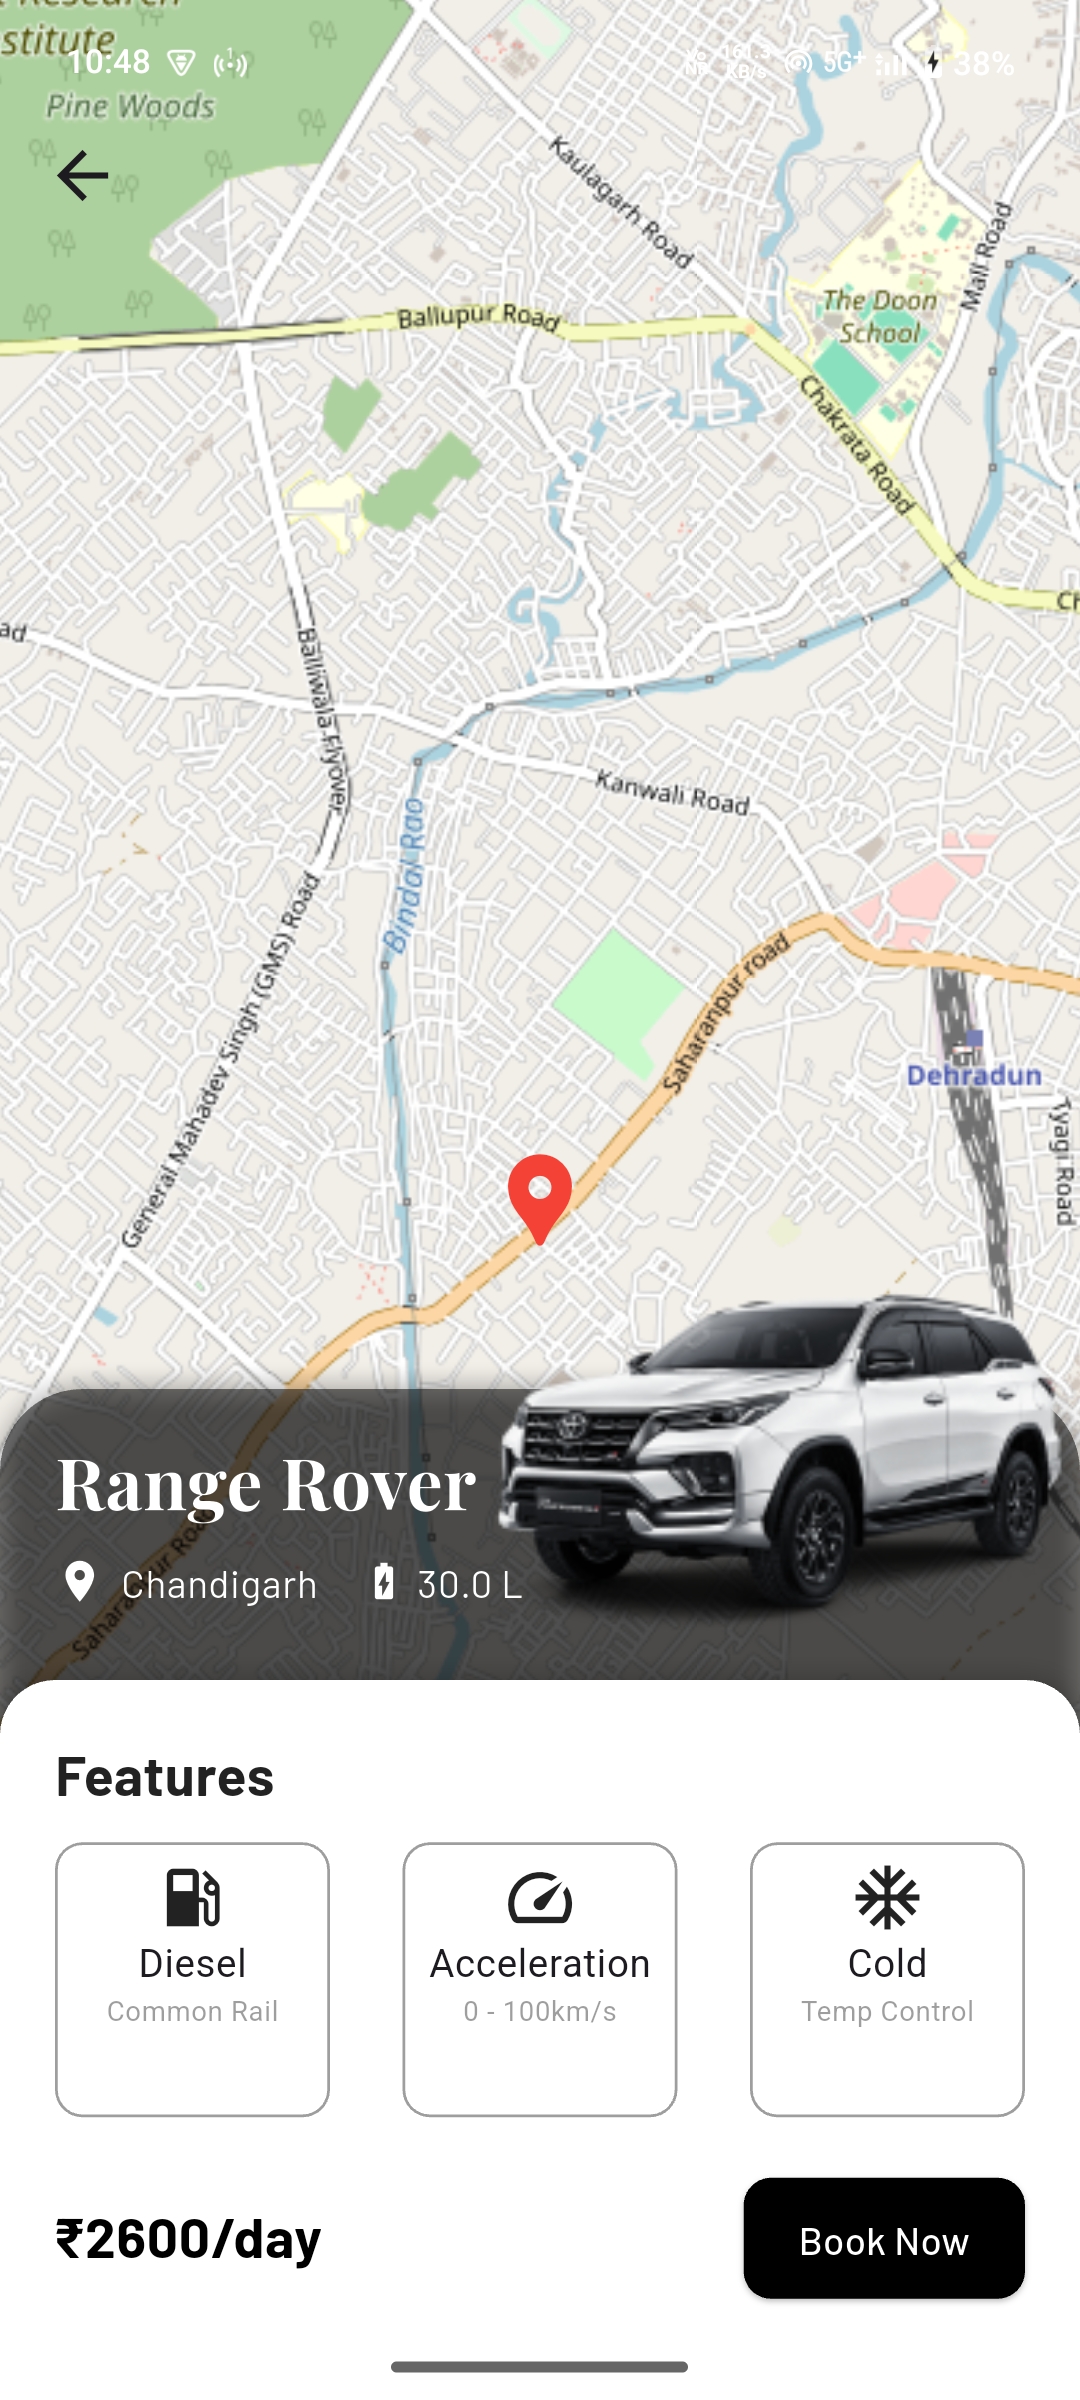 stitute
10:48
5G+
38%
Pine Woods
Kaulagarh Road
Mall Road
The Doon
School
Ballupur Road
Chakrata Road
Ch
ad
Balliwala Flyover
Kanwali Road
Bindal Rao
General Mahadev Singh (GMS) Road
Saharanpur road
Dehradun
Tyagi Road
Range Rover
Chandigarh 30.0 L
Saharanpur Road
Features
Diesel
Common Rail
Acceleration
0 - 100km/s
Cold
Temp Control
₹2600/day
Book Now